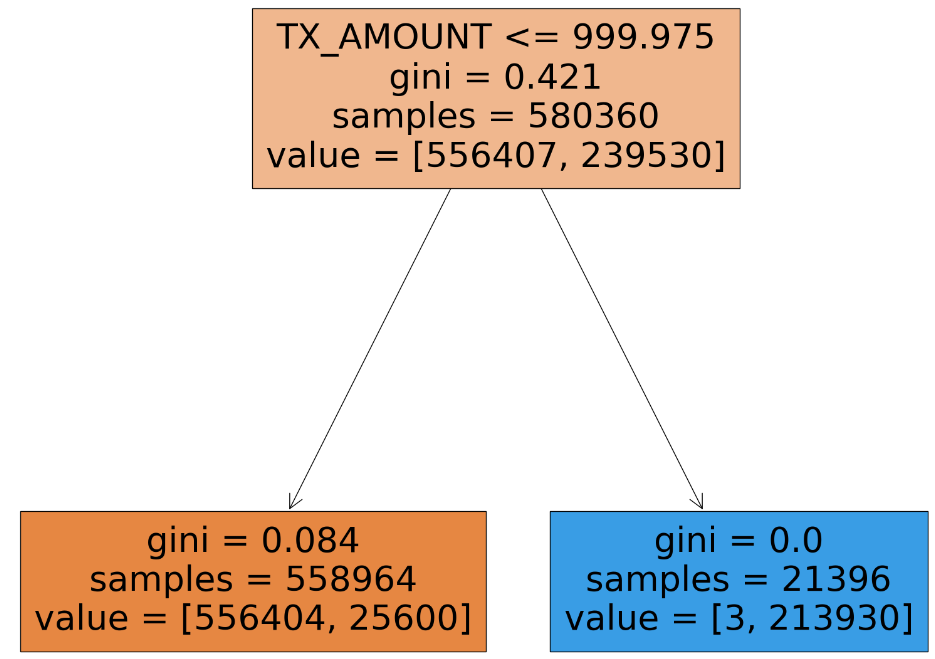 TX_AMOUNT <= 999.975
gini = 0.421
samples = 580360
value = [556407, 239530]
gini = 0.084
samples = 558964
value = [556404, 25600]
gini = 0.0
samples = 21396
value = [3, 213930]